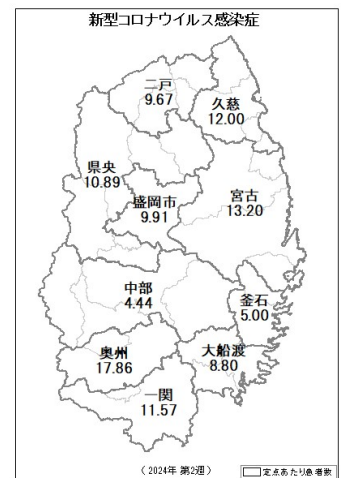 新型コロナウイルス感染症
二戸
9.67
久慈
12.00
県央
10.89
盛岡市
9.91
宮古
13.20
中部
4.44
釜石
5.00
奥州
17.86
大船渡
8.80
一関
11.57
（2024年 第2週）
定点あたり患者数